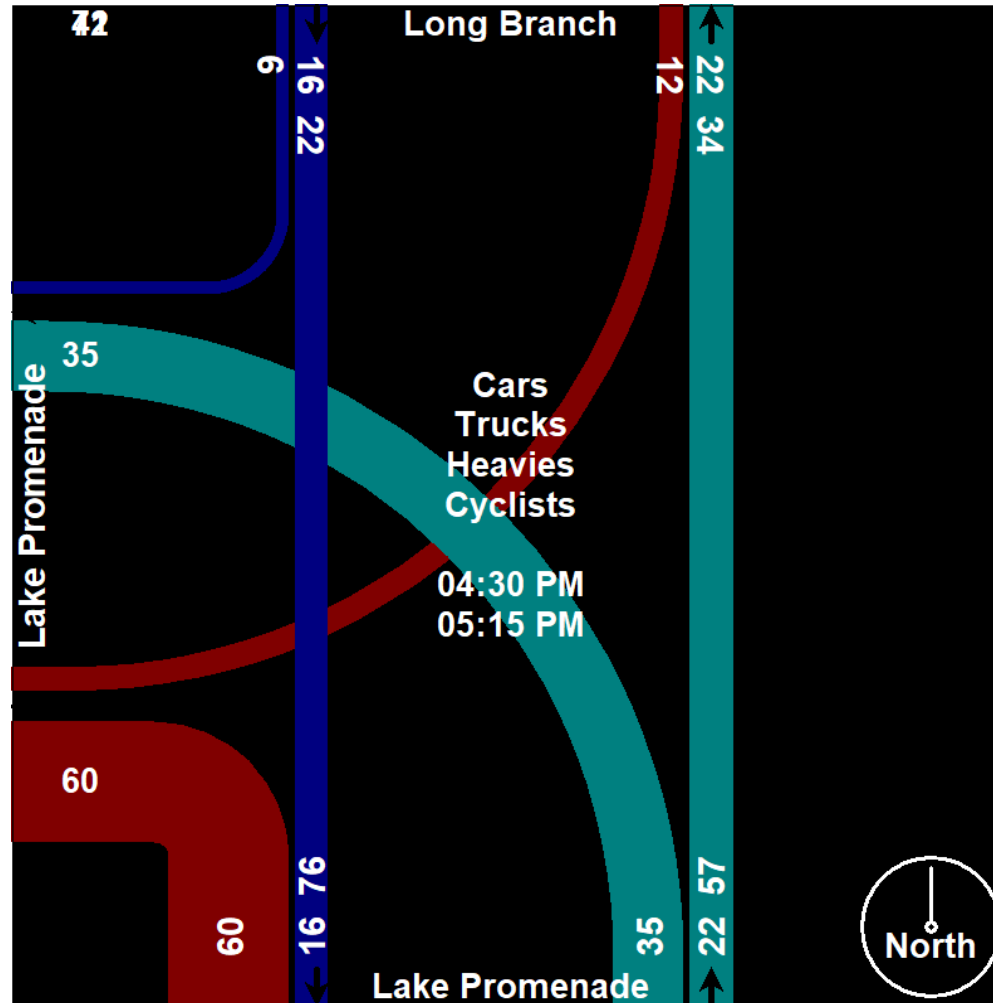 Long Branch
6
16 22
12
22 34
35
Lake Promenade
Cars
Trucks
Heavies
Cyclists
04:30 PM
05:15 PM
60
60
16 76
35
22 57
North
Lake Promenade